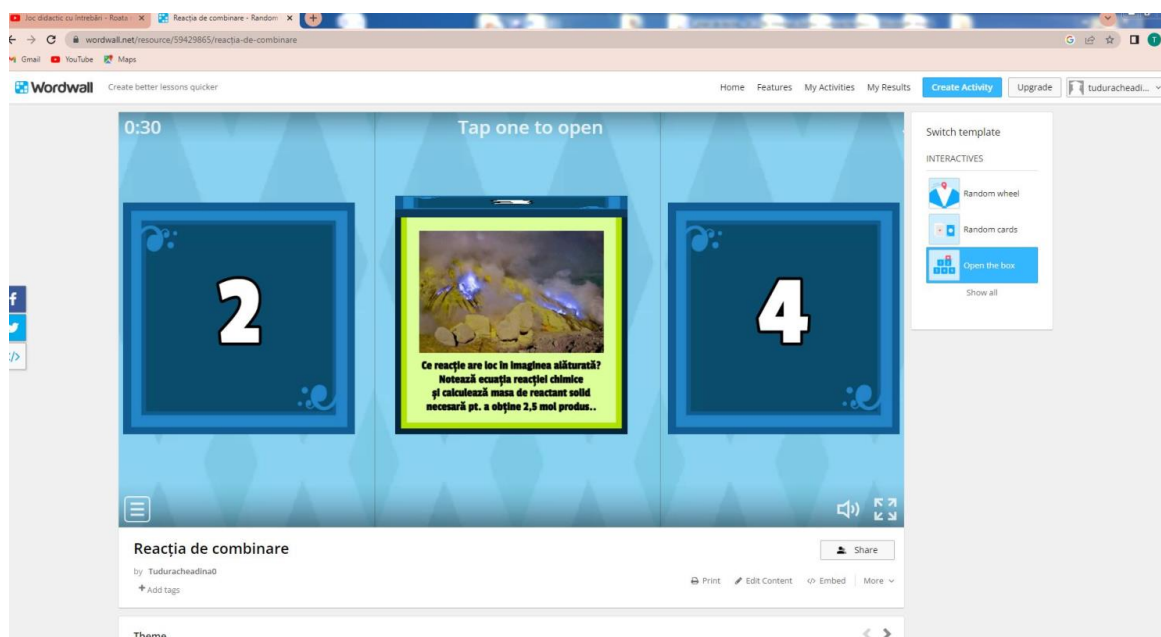 Joc didactic cu întrebări - Roata
Reacția de combinare - Random
wordwall.net/resource/59429865/reacția-de-combinare
Gmail YouTube Maps
Wordwall Create better lessons quicker Home Features My Activities My Results Create Activity Upgrade tuduracheadi...
0:30 Tap one to open
2
4
Ce reacție are loc în imaginea alăturată?
Notează ecuația reacției chimice
și calculează masa de reactant solid
necesară pt. a obține 2,5 mol produs..
Switch template
INTERACTIVES
Random wheel
Random cards
Open the box
Show all
Reacția de combinare
Share
by Tuduracheadina0
+ Add tags
Print Edit Content </> Embed More
Theme